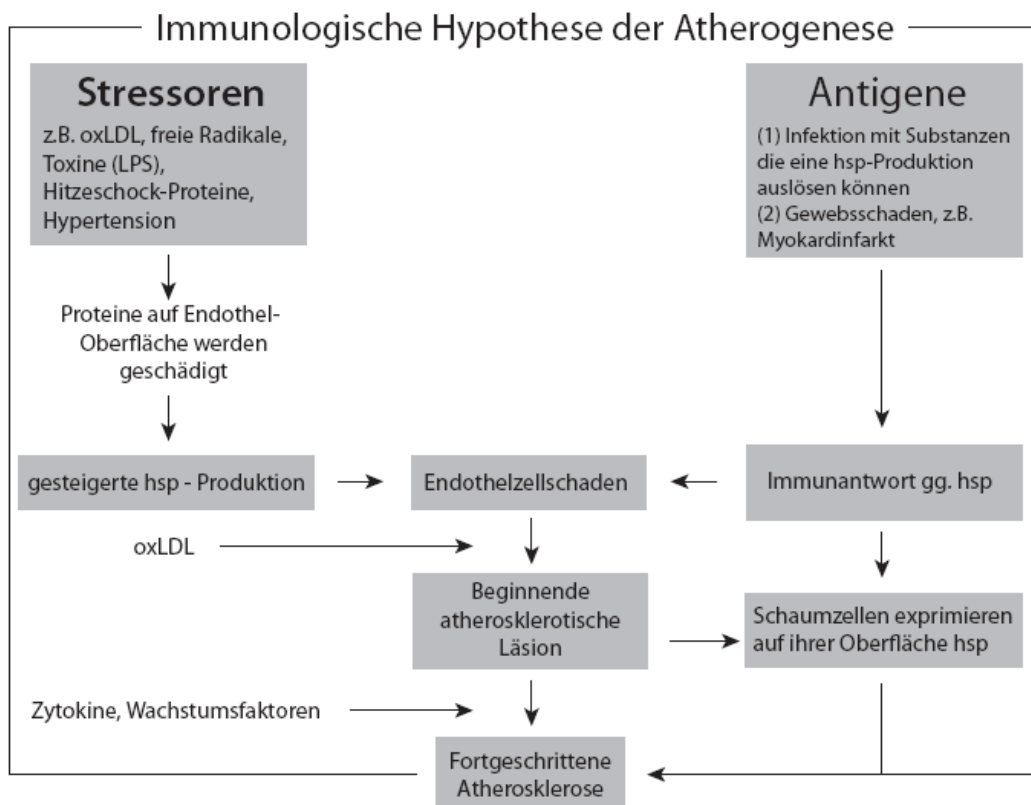 Immunologische Hypothese der Atherogenese
Stressoren
z.B. oxLDL, freie Radikale,
Toxine (LPS),
Hitzeschock-Proteine,
Hypertension
Antigene
(1) Infektion mit Substanzen
die eine hsp-Produktion
auslösen können
(2) Gewebsschaden, z.B.
Myokardinfarkt
Proteine auf Endothel-
Oberfläche werden
geschädigt
gesteigerte hsp - Produktion
Endothelzellschaden
Immunantwort gg. hsp
oxLDL
Beginnende
atherosklerotische
Läsion
Schaumzellen exprimieren
auf ihrer Oberfläche hsp
Zytokine, Wachstumsfaktoren
Fortgeschrittene
Atherosklerose